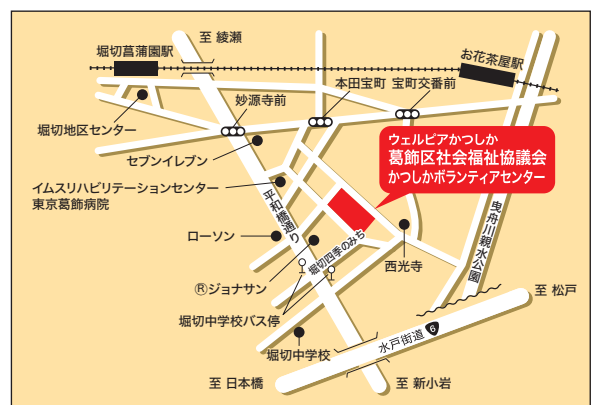 至 綾瀬
堀切菖蒲園駅
お花茶屋駅
本田宝町
宝町交番前
妙源寺前
堀切地区センター
セブンイレブン
ウェルピアかつしか
葛飾区社会福祉協議会
かつしかボランティアセンター
イムスリハビリテーションセンター
東京葛飾病院
平和橋通り
曳舟川親水公園
ローソン
堀切四季のみち
西光寺
Ⓡジョナサン
至 松戸
堀切中学校バス停
水戸街道
6
堀切中学校
至 日本橋
至 新小岩